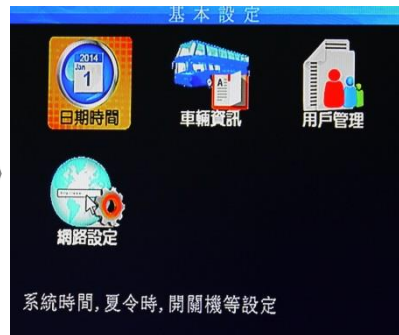 基本設定
2014
Jan
1
日期時間
車輛資訊
用戶管理
網路設定
系統時間,夏令時,開關機等設定